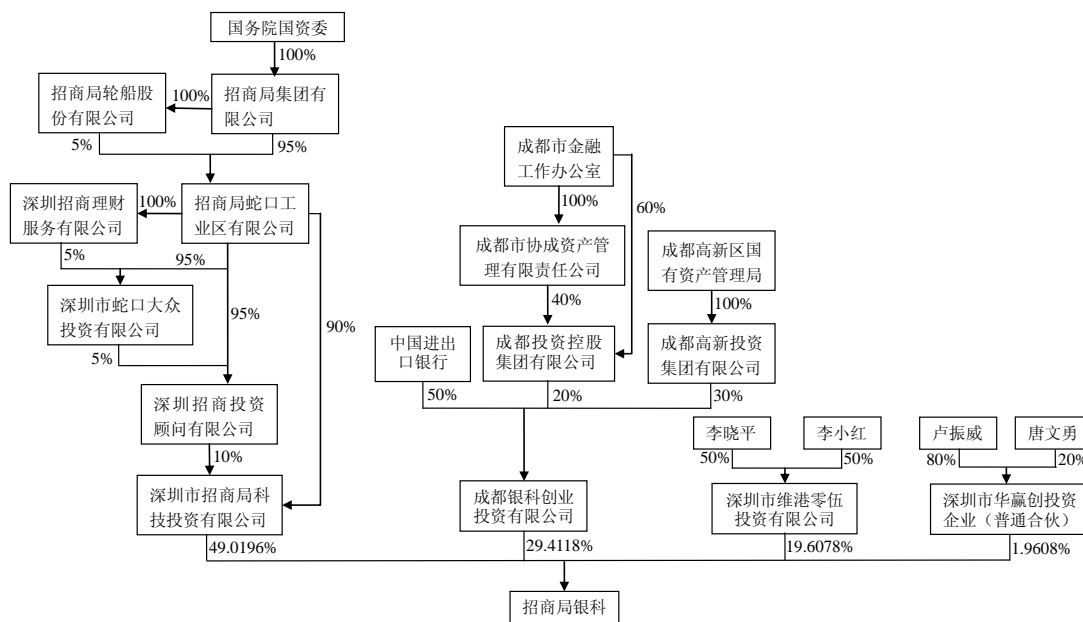 国务院国资委
100%
招商局轮船股
份有限公司
100%
招商局集团有
限公司
5%
95%
成都市金融
工作办公室
深圳招商理财
服务有限公司
100%
招商局蛇口工
业区有限公司
100%
60%
5%
95%
成都市协成资产管
理有限责任公司
成都高新区国
有资产管理局
深圳市蛇口大众
投资有限公司
95%
90%
40%
100%
中国进出
口银行
成都投资控股
集团有限公司
成都高新投资
集团有限公司
5%
50%
20%
30%
深圳招商投资
顾问有限公司
李晓平
李小红
卢振威
唐文勇
10%
50%
50%
80%
20%
深圳市招商局科
技投资有限公司
成都银科创业
投资有限公司
深圳市维港零伍
投资有限公司
深圳市华赢创投资
企业（普通合伙）
49.0196%
29.4118%
19.6078%
1.9608%
招商局银科